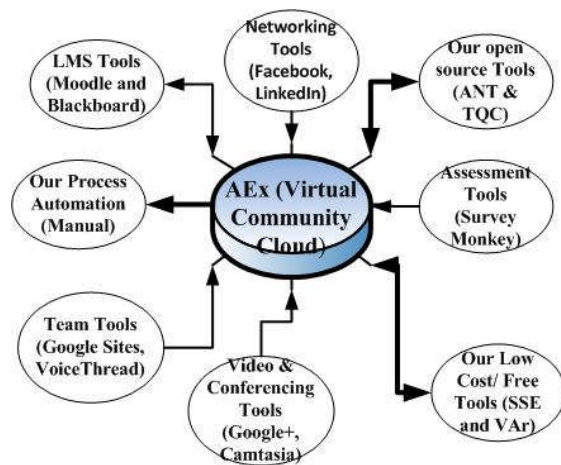 Networking
Tools
(Facebook,
LinkedIn)
LMS Tools
(Moodle and
Blackboard)
Our open
source Tools
(ANT &
TQC)
AEx (Virtual
Community
Cloud)
Our Process
Automation
(Manual)
Assessment
Tools
(Survey
Monkey)
Team Tools
(Google Sites,
VoiceThread)
Video &
Conferencing
Tools
(Google+,
Camtasia)
Our Low
Cost/ Free
Tools (SSE
and VAr)